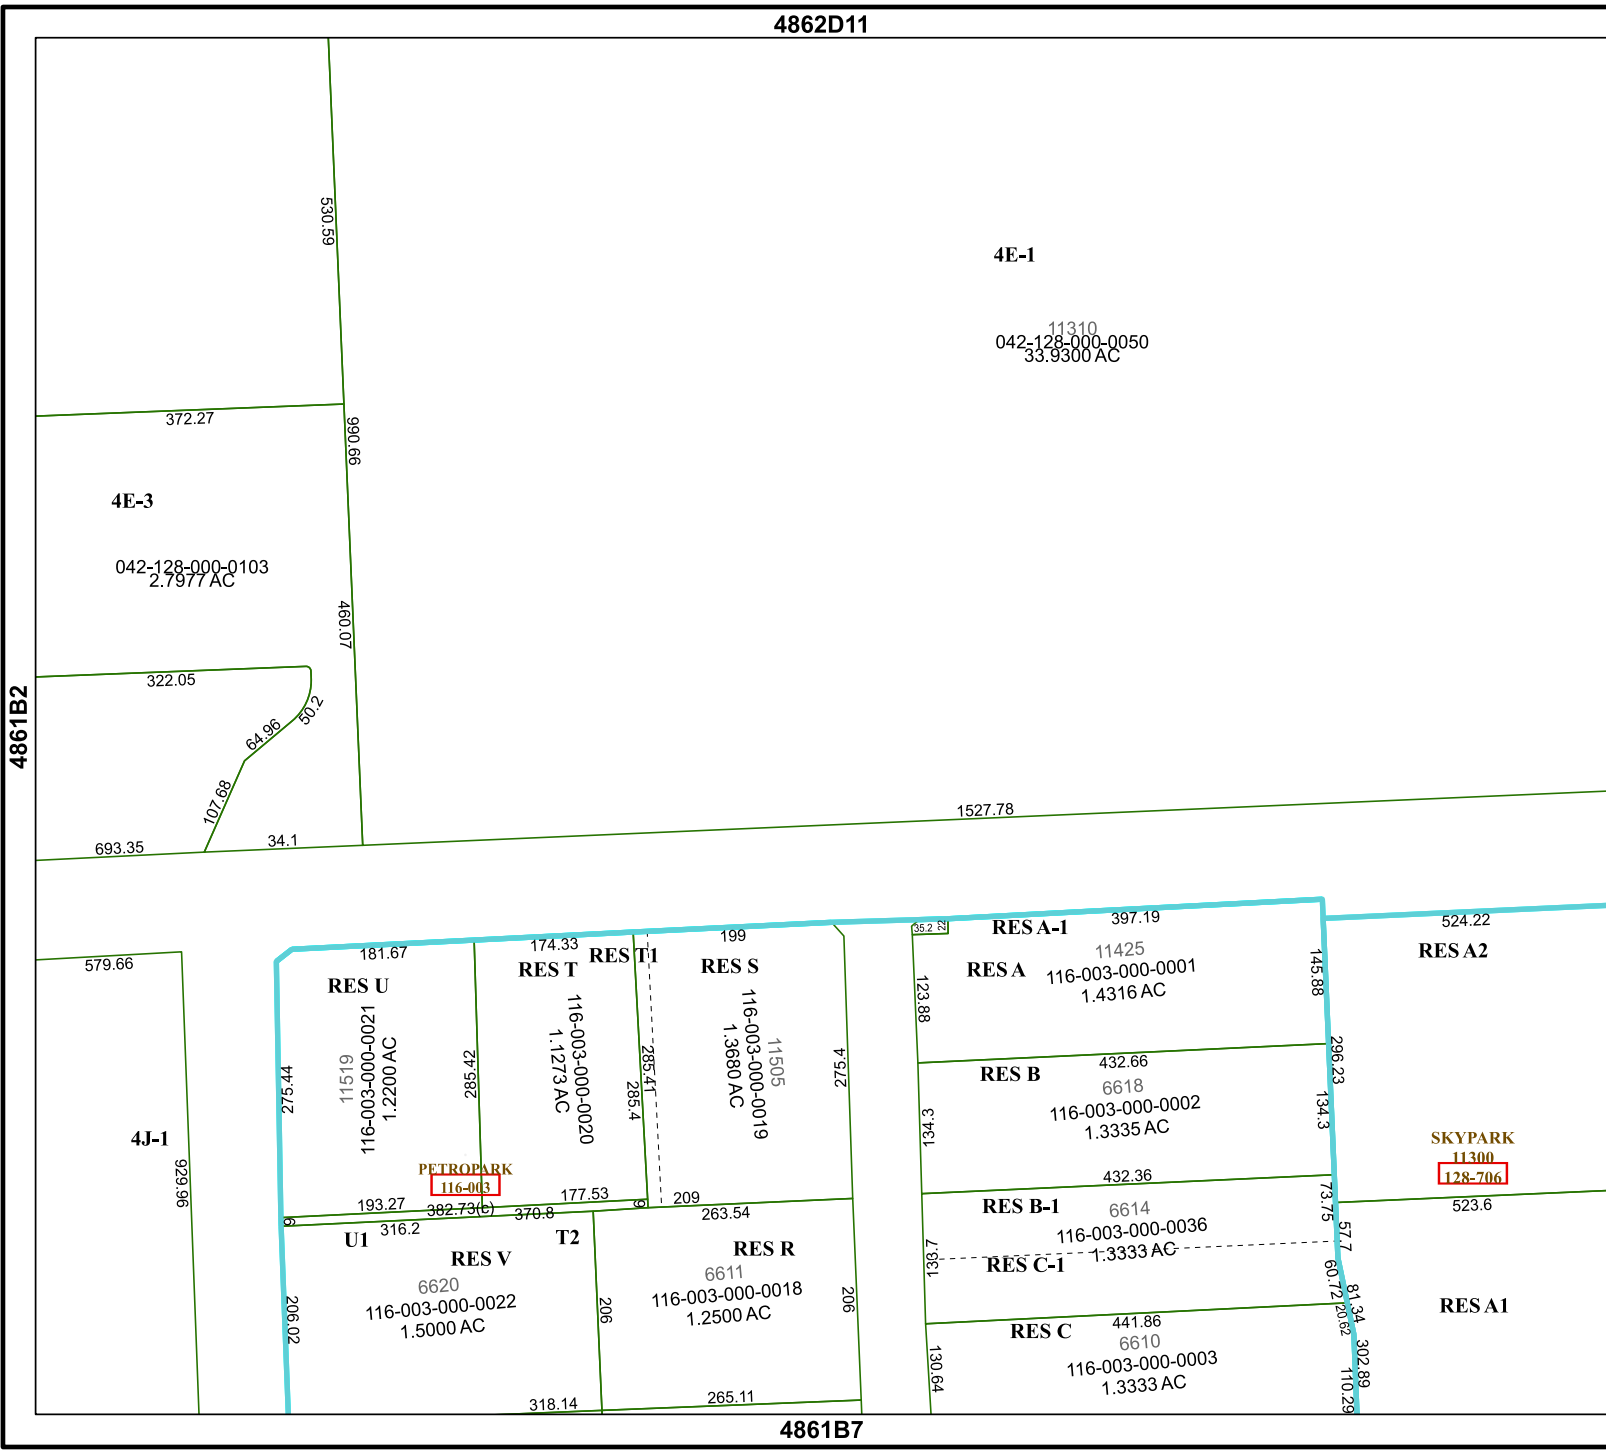 4862D11
530.59
4E-1
11310
042-128-000-0050
33.9300 AC
372.27
990.66
4E-3
042-128-000-0103
2.7977 AC
460.07
322.05
50.2
64.96
107.68
4861B2
1527.78
693.35
34.1
579.66
181.67
174.33
199
35.2
22
397.19
524.22
RES U
RES T
RES T1
RES S
RES A-1
RES A
11425
116-003-000-0001
1.4316 AC
RES A2
145.88
123.88
275.44
11519
116-003-000-0021
1.2200 AC
285.42
116-003-000-0020
1.1273 AC
285.41
285.4
11505
116-003-000-0019
1.3680 AC
275.4
432.66
296.23
RES B
6618
116-003-000-0002
1.3335 AC
134.3
134.3
4J-1
929.96
PETROPARK
116-003
SKYPARK
11300
128-706
193.27
382.73(c)
177.53
370.8
209
263.54
6
6
316.2
U1
T2
432.36
73.75
523.6
RES B-1
6614
116-003-000-0036
1.3333 AC
57.7
133.7
RES C-1
RES V
6620
116-003-000-0022
1.5000 AC
206.02
206
RES R
6611
116-003-000-0018
1.2500 AC
206
60.72
81.34
20.62
RES A1
441.86
RES C
6610
116-003-000-0003
1.3333 AC
130.64
302.89
110.29
318.14
265.11
4861B7